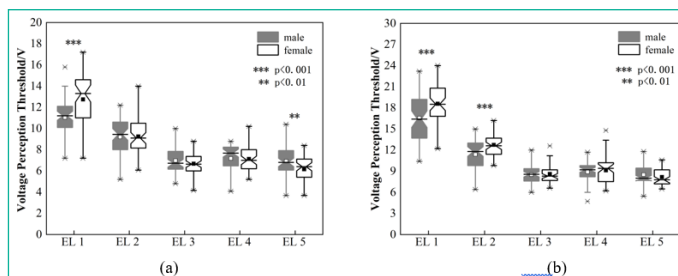 20
18
16
14
12
10
8
6
4
2
0
Voltage Perception Threshold/V
***
**
male
female
*** p<0.001
** p<0.01
EL 1 EL 2 EL 3 EL 4 EL 5
(a)
30
27
24
21
18
15
12
9
6
3
0
Voltage Perception Threshold/V
***
***
male
female
*** p<0.001
** p<0.01
EL 1 EL 2 EL 3 EL 4 EL 5
(b)